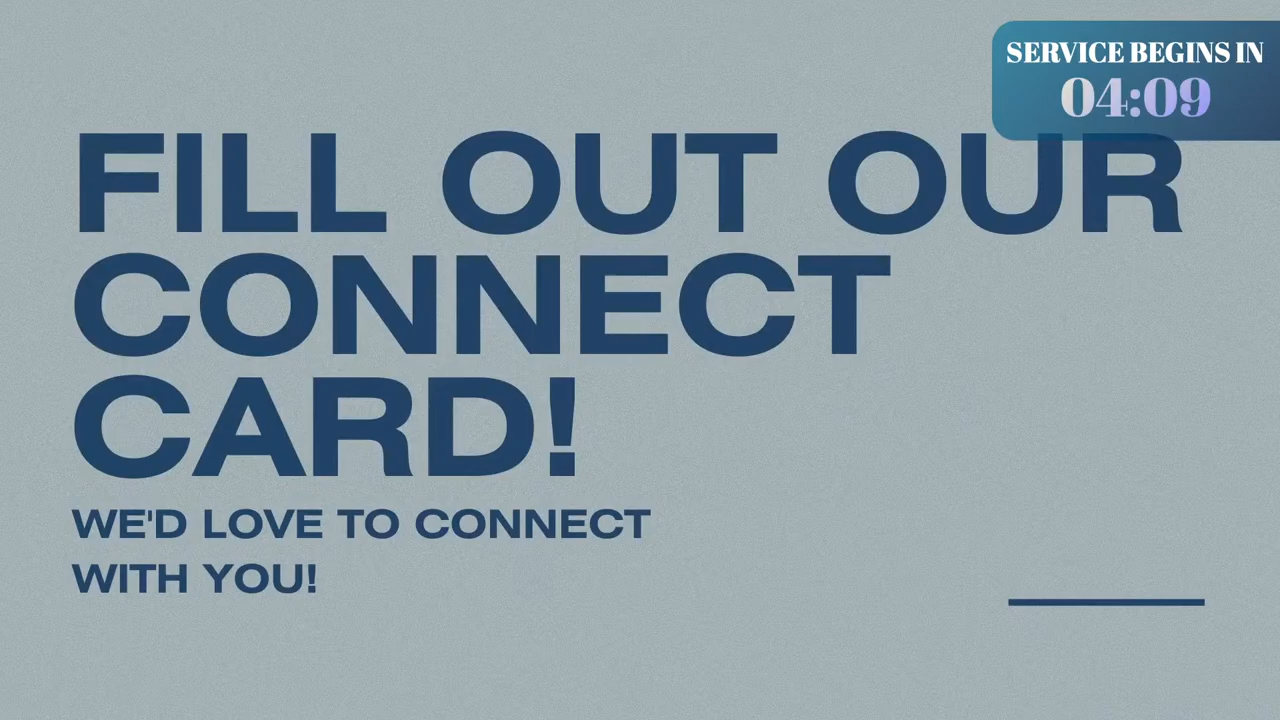 SERVICE BEGINS IN
04:09
FILL OUT OUR
CONNECT
CARD!
WE'D LOVE TO CONNECT
WITH YOU!